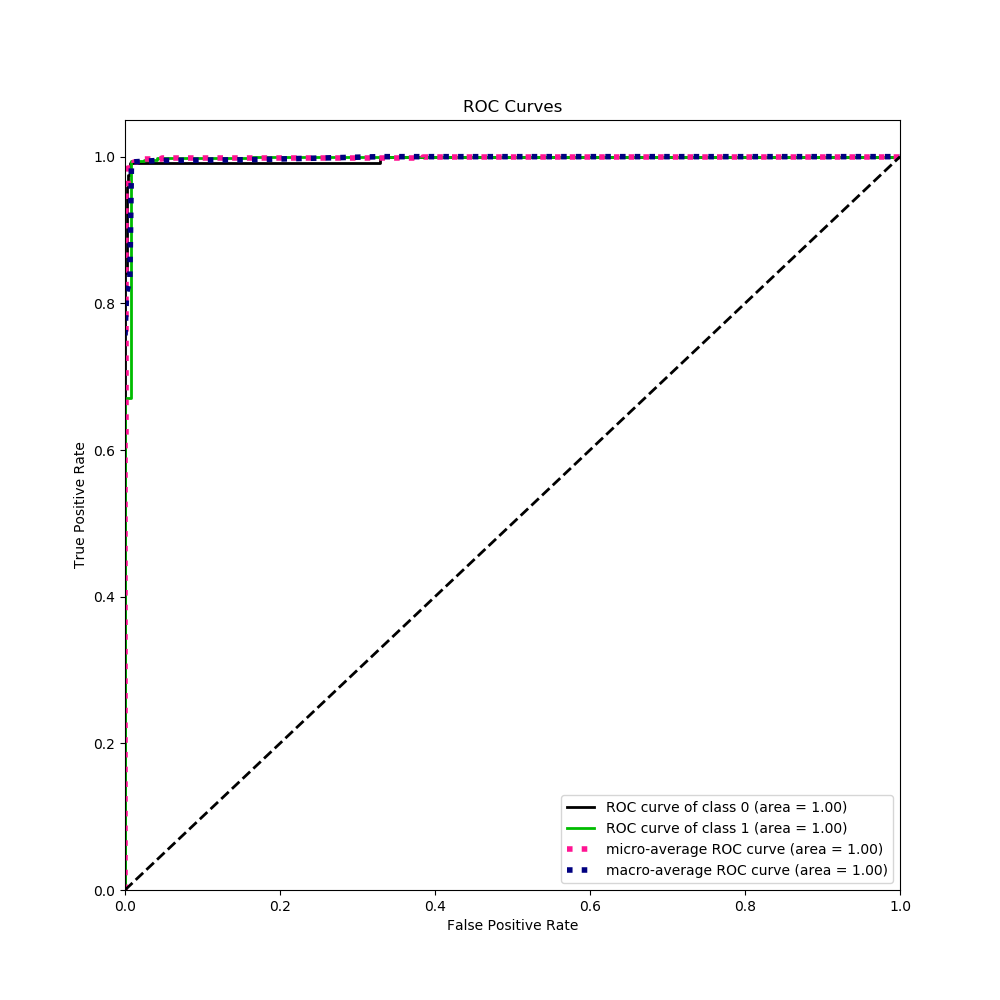 ROC Curves
True Positive Rate
1.0
0.8
0.6
0.4
0.2
0.0
0.0 0.2 0.4 0.6 0.8 1.0
False Positive Rate
ROC curve of class 0 (area = 1.00)
ROC curve of class 1 (area = 1.00)
micro-average ROC curve (area = 1.00)
macro-average ROC curve (area = 1.00)